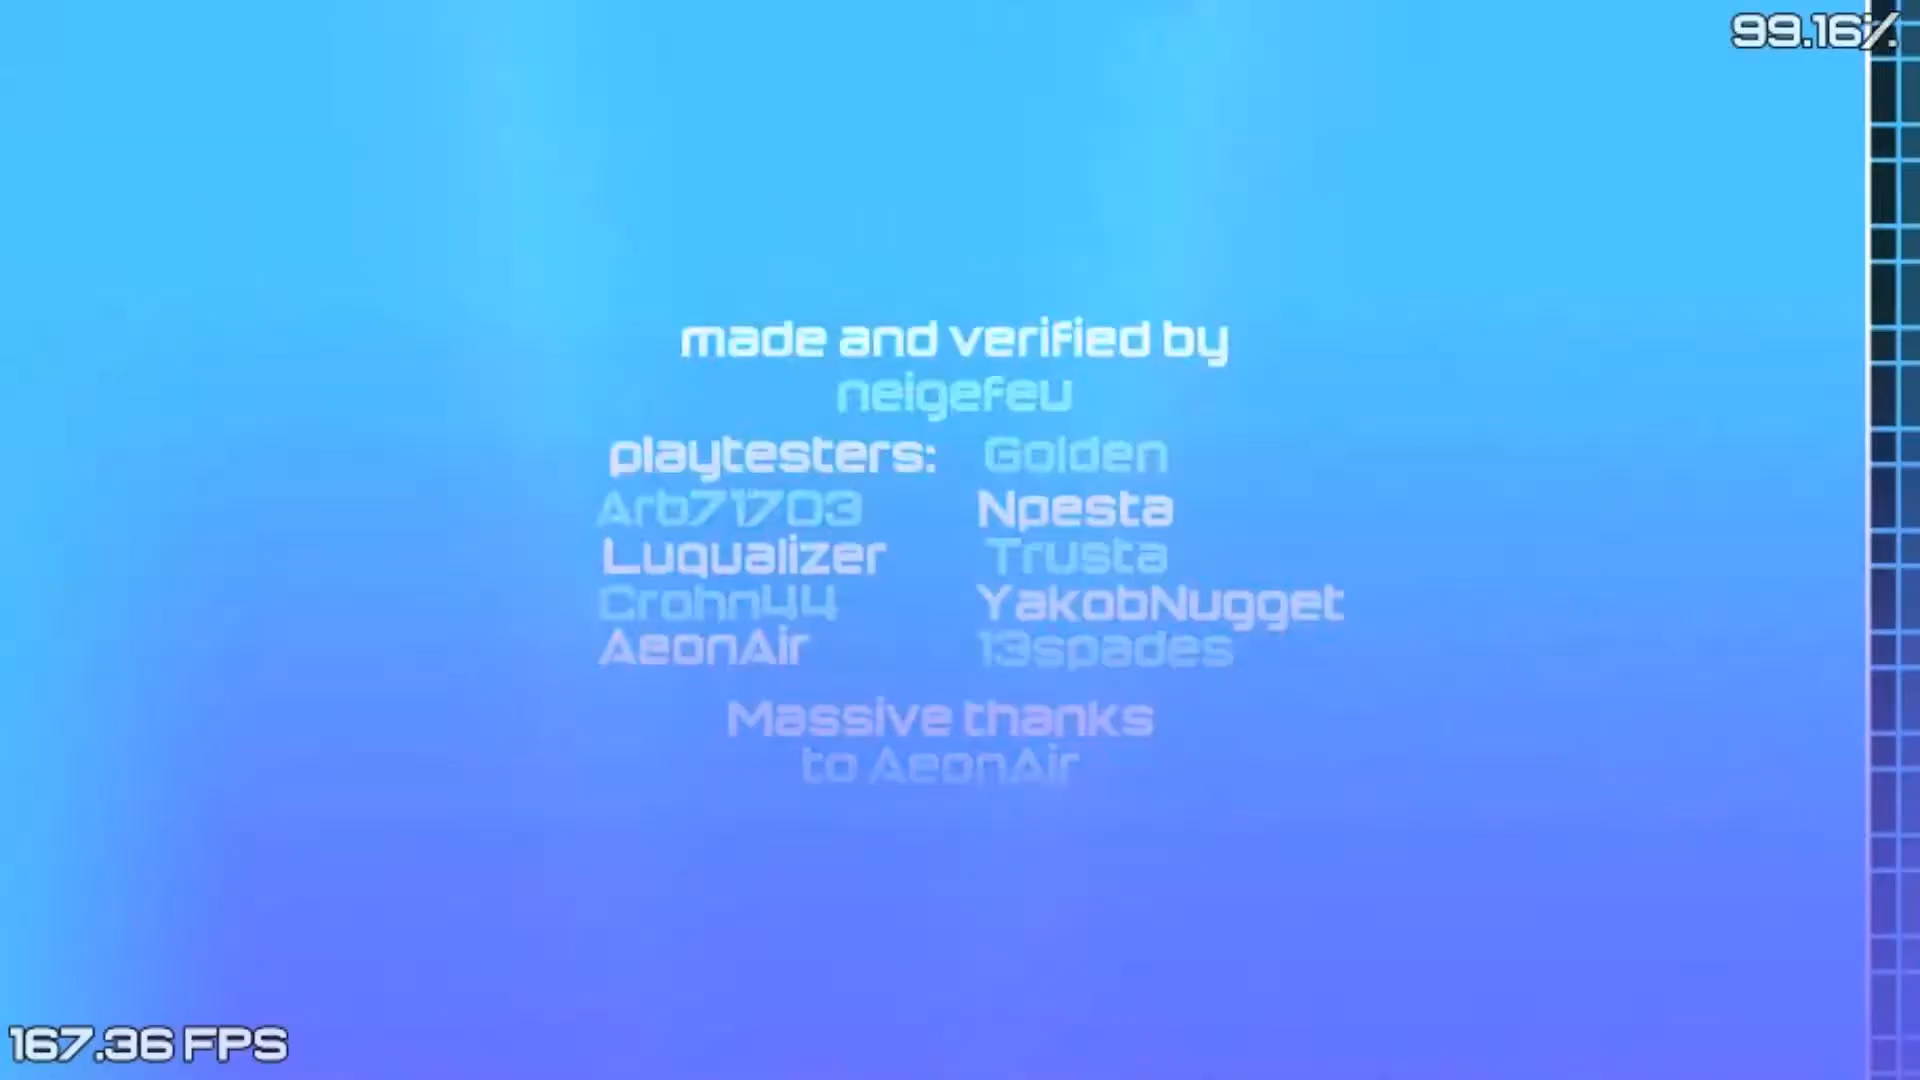 99.16%
made and verified by
neigefeu
playtesters:
Arb71703
Luqualizer
Crohn44
AeonAir
Golden
Npesta
Trusta
YakobNugget
13spades
Massive thanks
to AeonAir
167.36 FPS